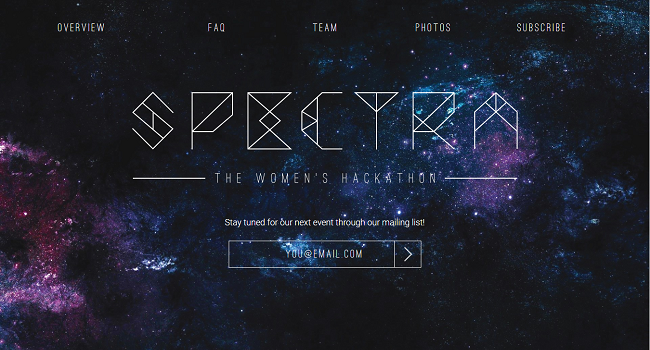 OVERVIEW FAQ TEAM PHOTOS SUBSCRIBE
SPECTRA
THE WOMEN'S HACKATHON
Stay tuned for our next event through our mailing list!
YOU@EMAIL.COM